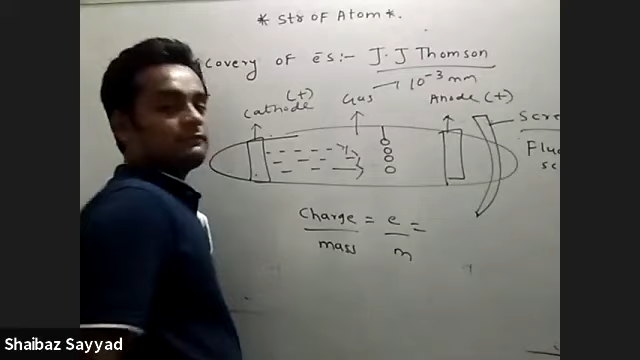 * Str OF Atom *.
covery OF ēs:- J.J Thomson
10⁻³ mm
(+)
Cathode Gas Anode (+)
Scre
Flu
sc
Charge = e =
mass m
Shaibaz Sayyad